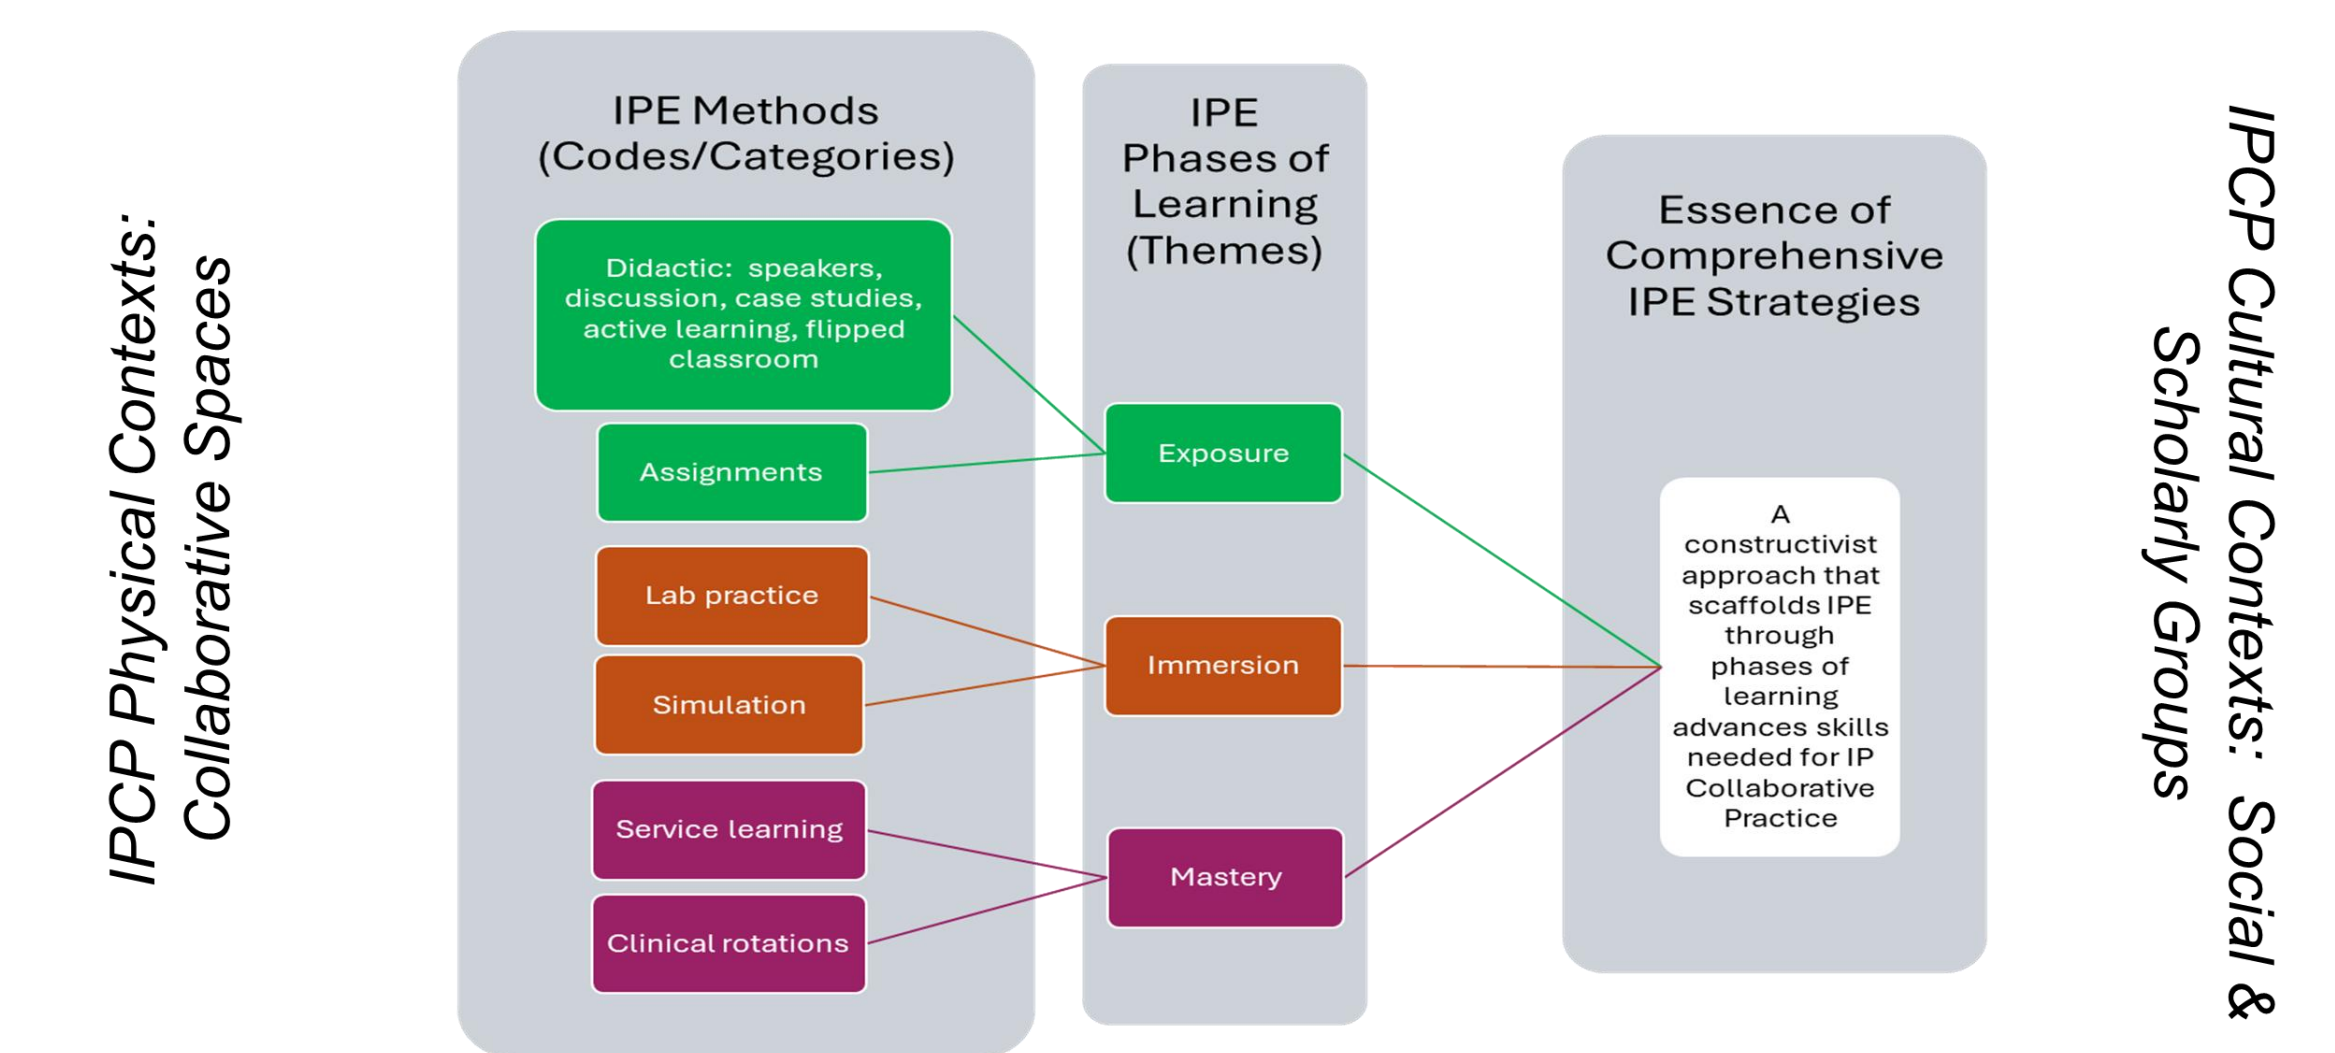 IPCP Physical Contexts:
Collaborative Spaces
IPE Methods
(Codes/Categories)
Didactic:  speakers,
discussion, case studies,
active learning, flipped
classroom
Assignments
Lab practice
Simulation
Service learning
Clinical rotations
IPE
Phases of
Learning
(Themes)
Exposure
Immersion
Mastery
Essence of
Comprehensive
IPE Strategies
A
constructivist
approach that
scaffolds IPE
through
phases of
learning
advances skills
needed for IP
Collaborative
Practice
IPCP Cultural Contexts:  Social &
Scholarly Groups